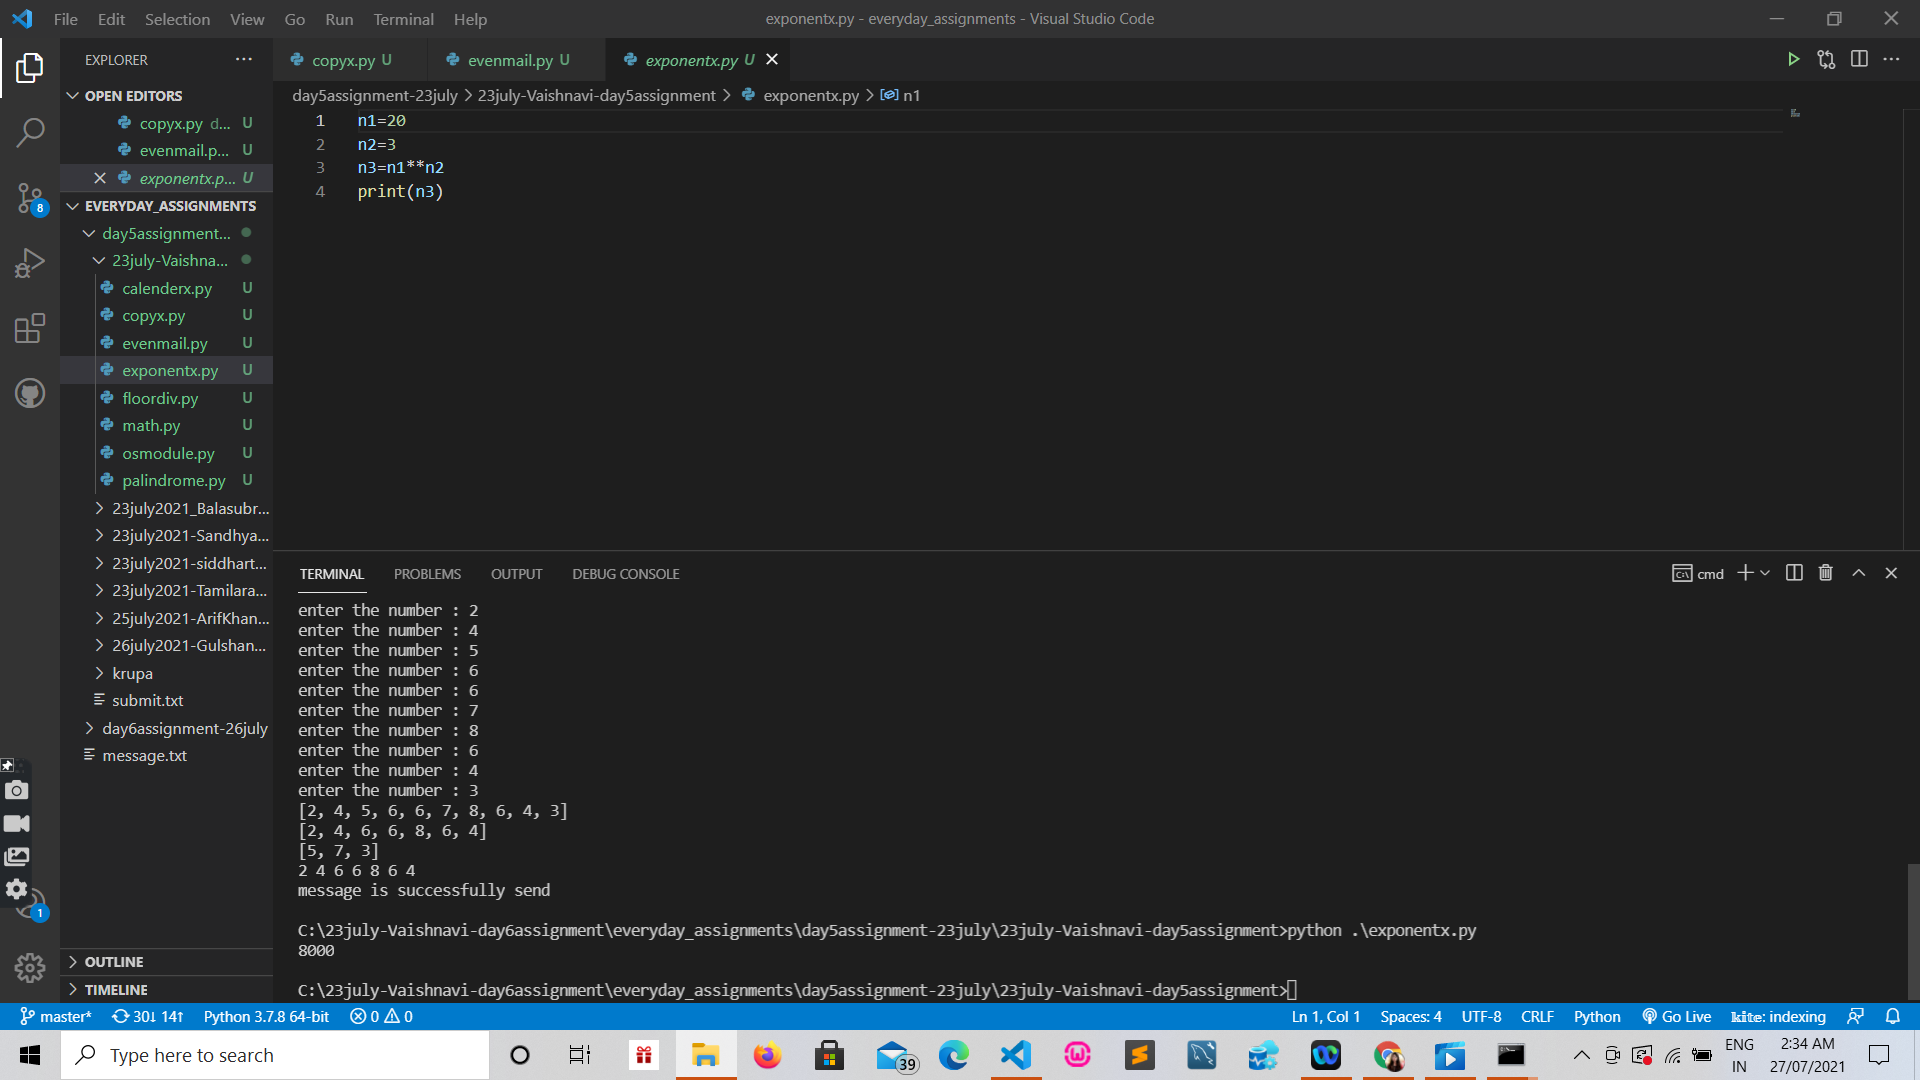 File Edit Selection View Go Run Terminal Help
exponentx.py - everyday_assignments - Visual Studio Code
EXPLORER
OPEN EDITORS
copyx.py d... U
evenmail.p... U
exponentx.p... U
EVERYDAY_ASSIGNMENTS
day5assignment...
23july-Vaishna...
calenderx.py U
copyx.py U
evenmail.py U
exponentx.py U
floordiv.py U
math.py U
osmodule.py U
palindrome.py U
23july2021_Balasubr...
23july2021-Sandhya...
23july2021-siddhart...
23july2021-Tamilara...
25july2021-ArifKhan...
26july2021-Gulshan...
krupa
submit.txt
day6assignment-26july
message.txt
OUTLINE
TIMELINE
8
1
copyx.py U
evenmail.py U
exponentx.py U
day5assignment-23july > 23july-Vaishnavi-day5assignment > exponentx.py > n1
1 n1=20
2 n2=3
3 n3=n1**n2
4 print(n3)
TERMINAL PROBLEMS OUTPUT DEBUG CONSOLE
cmd
enter the number : 2
enter the number : 4
enter the number : 5
enter the number : 6
enter the number : 6
enter the number : 7
enter the number : 8
enter the number : 6
enter the number : 4
enter the number : 3
[2, 4, 5, 6, 6, 7, 8, 6, 4, 3]
[2, 4, 6, 6, 8, 6, 4]
[5, 7, 3]
2 4 6 6 8 6 4
message is successfully send
C:\23july-Vaishnavi-day6assignment\everyday_assignments\day5assignment-23july\23july-Vaishnavi-day5assignment>python .\exponentx.py
8000
C:\23july-Vaishnavi-day6assignment\everyday_assignments\day5assignment-23july\23july-Vaishnavi-day5assignment>
master* 30↓ 14↑ Python 3.7.8 64-bit 0 0
Ln 1, Col 1 Spaces: 4 UTF-8 CRLF Python Go Live kite: indexing
Type here to search
39
ENG
IN
2:34 AM
27/07/2021